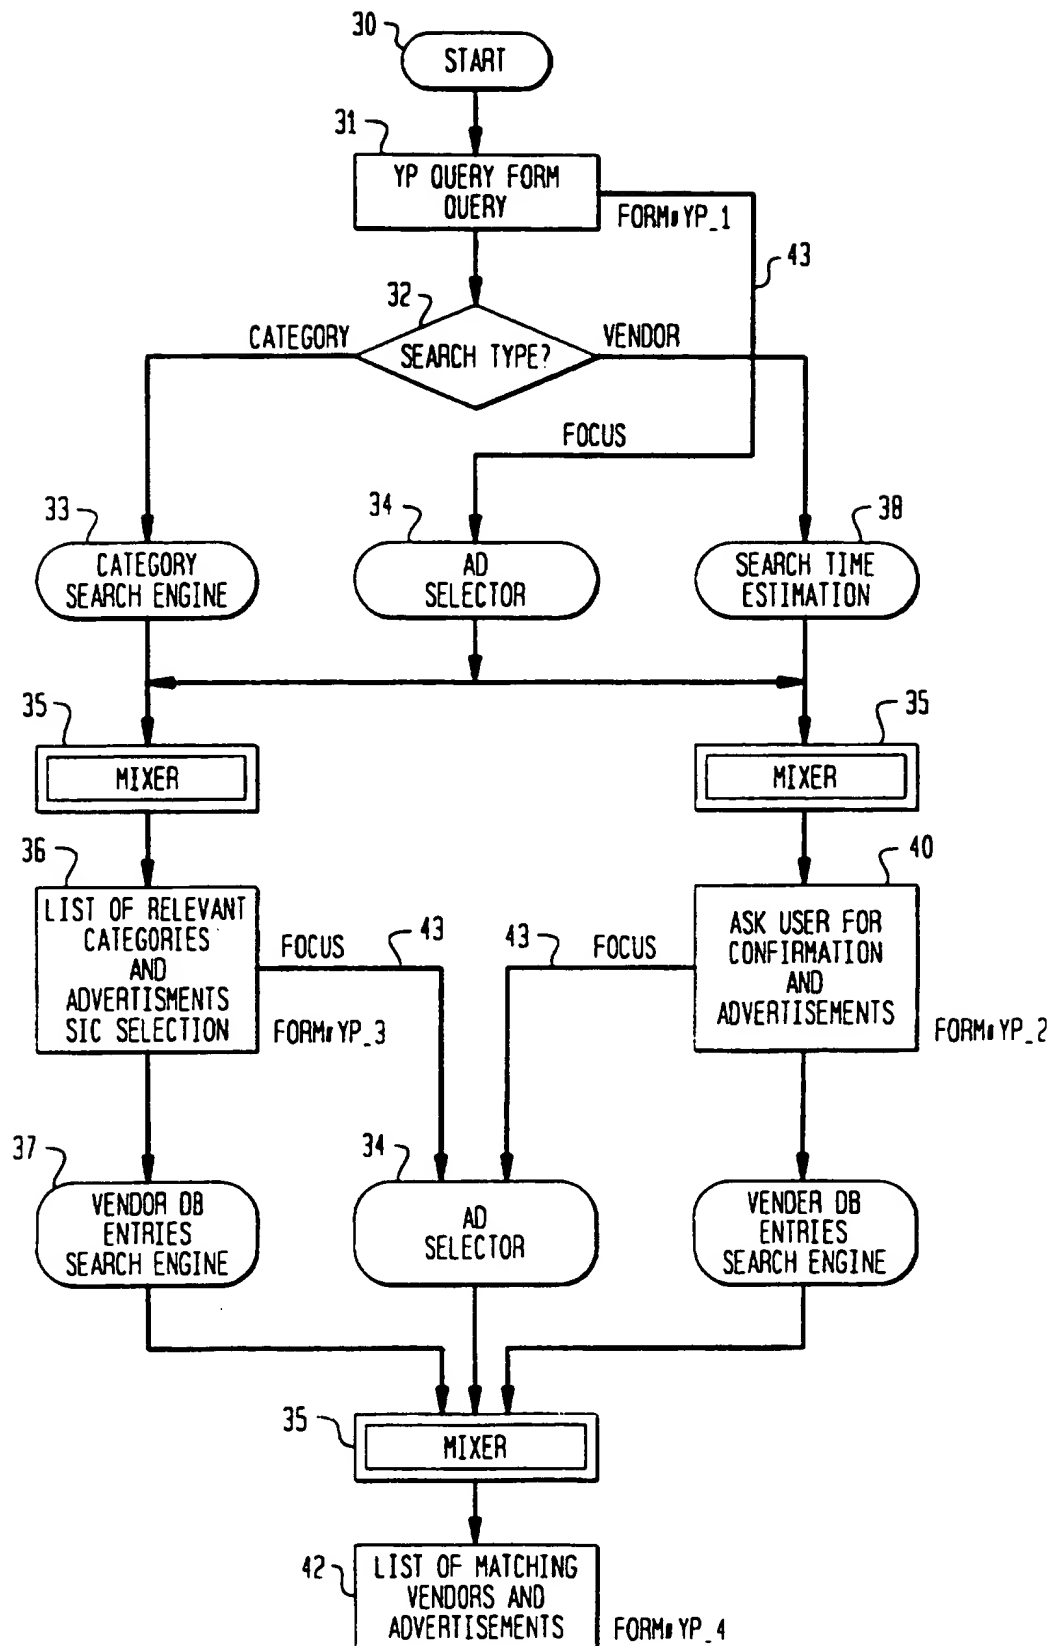 30
START
31
YP QUERY FORM
QUERY
FORM#YP_1
43
32
CATEGORY
SEARCH TYPE?
VENDOR
FOCUS
33
34
38
CATEGORY
SEARCH ENGINE
AD
SELECTOR
SEARCH TIME
ESTIMATION
35
35
MIXER
MIXER
36
40
LIST OF RELEVANT
CATEGORIES
AND
ADVERTISMENTS
SIC SELECTION
FOCUS
43
FORM#YP_3
43
FOCUS
ASK USER FOR
CONFIRMATION
AND
ADVERTISEMENTS
FORM#YP_2
37
34
VENDOR DB
ENTRIES
SEARCH ENGINE
AD
SELECTOR
VENDER DB
ENTRIES
SEARCH ENGINE
35
MIXER
42
LIST OF MATCHING
VENDORS AND
ADVERTISEMENTS
FORM#YP_4